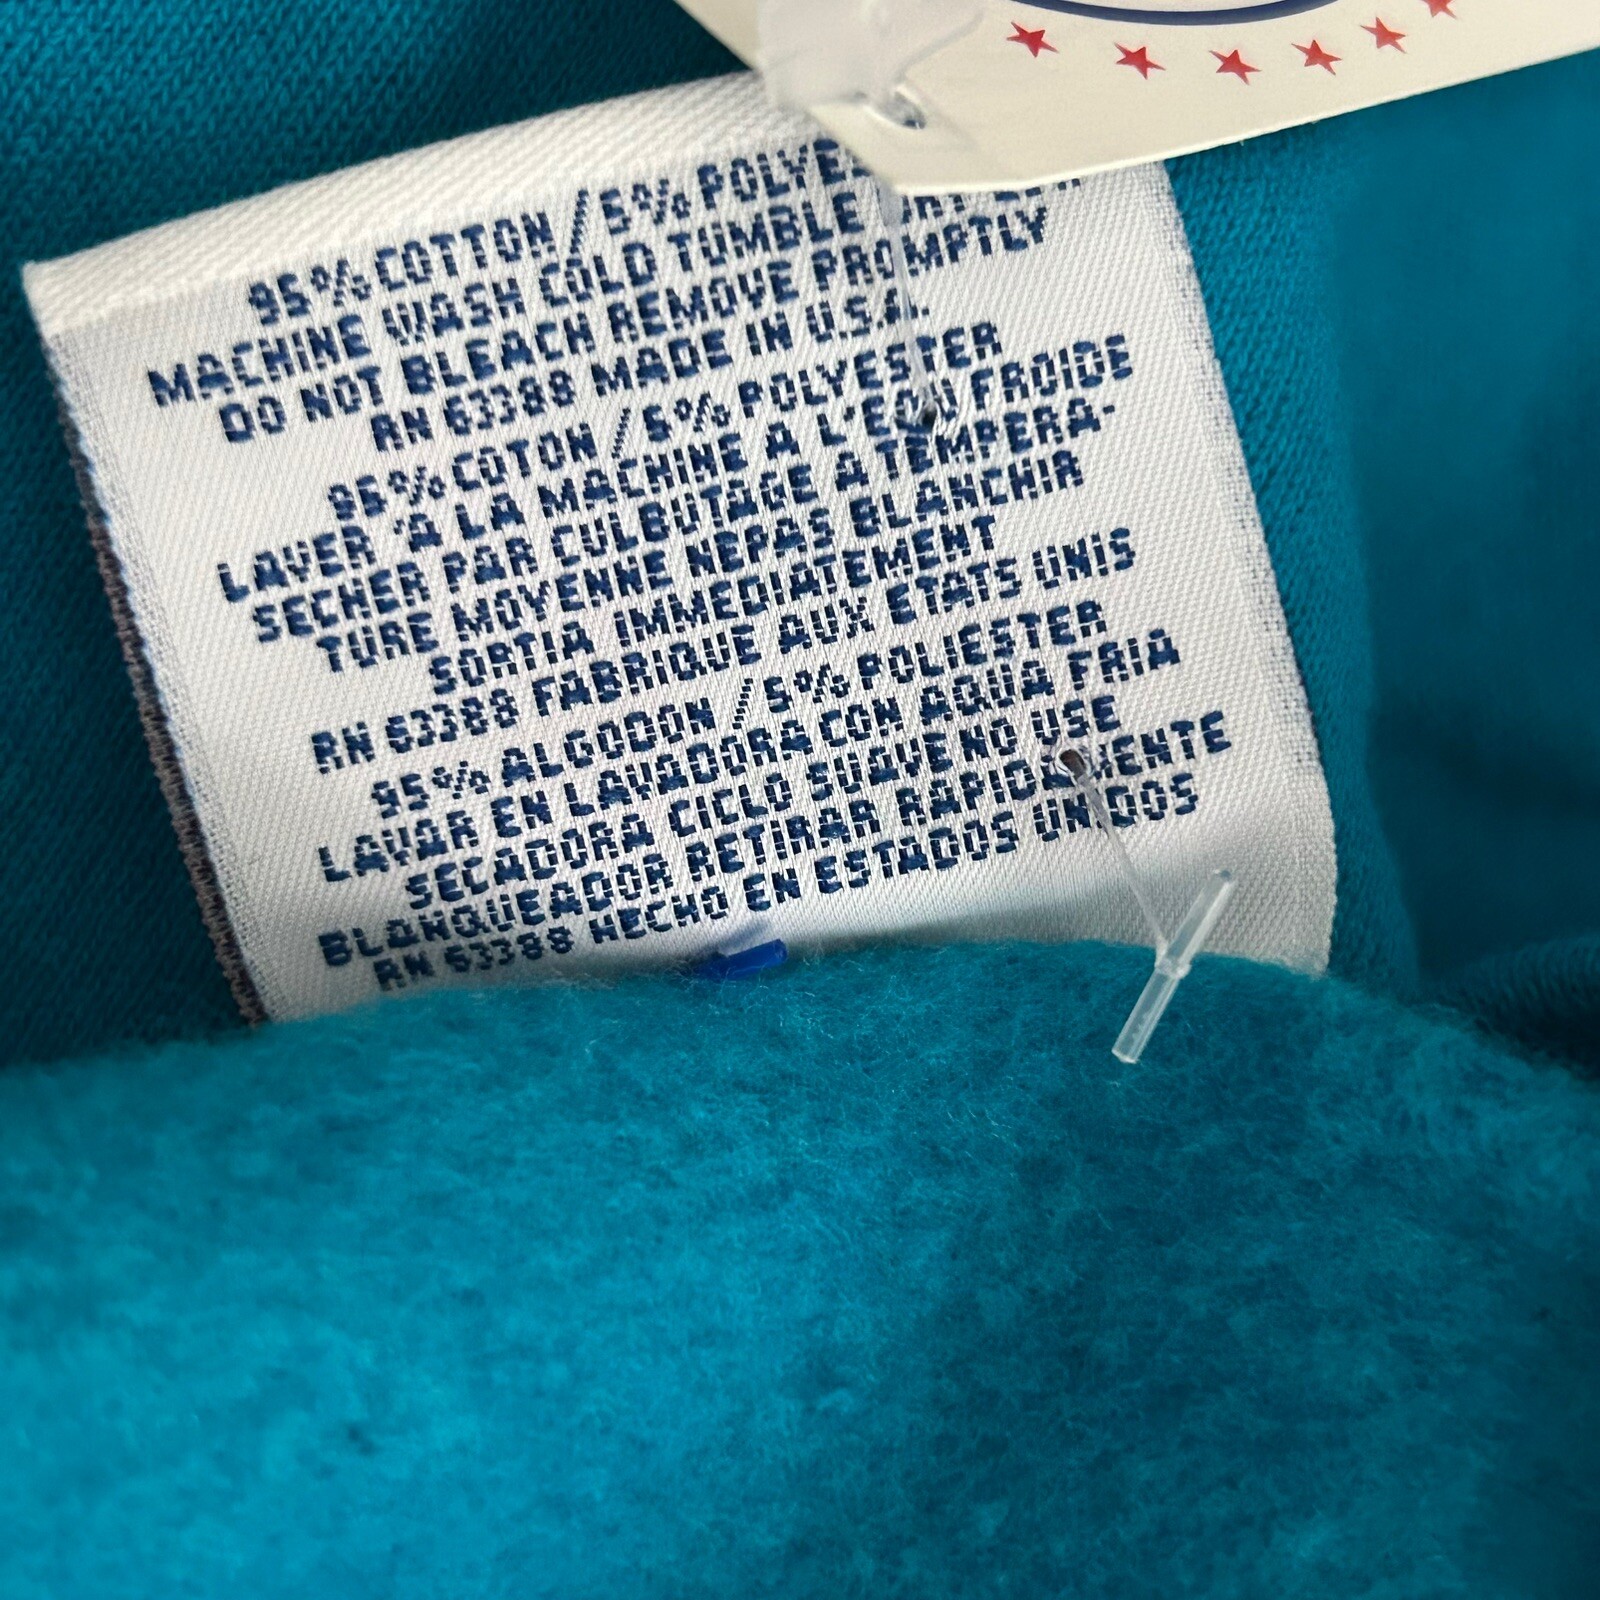 95% COTTON / 5% POLYE
MACHINE WASH COLD TUMBLE
DO NOT BLEACH REMOVE PROMPTLY
RN 63388 MADE IN U.S.A.
95% COTON / 5% POLYESTER
LAVER 'A LA MACHINE A L'EAU FROIDE
SECHER PAR CULBUTAGE A TEMPERA-
TURE MOYENNE NEPAS BLANCHIR
SORTIA IMMEDIATEMENT
RN 63388 FABRIQUE AUX ETATS UNIS
95% ALGODON / 5% POLIESTER
LAVAR EN LAVADORA CON AQUA FRIA
SECADORA CICLO SUAVE NO USE
BLANQUEADOR RETIRAR RAPIDAMENTE
RN 63388 HECHO EN ESTADOS UNIDOS